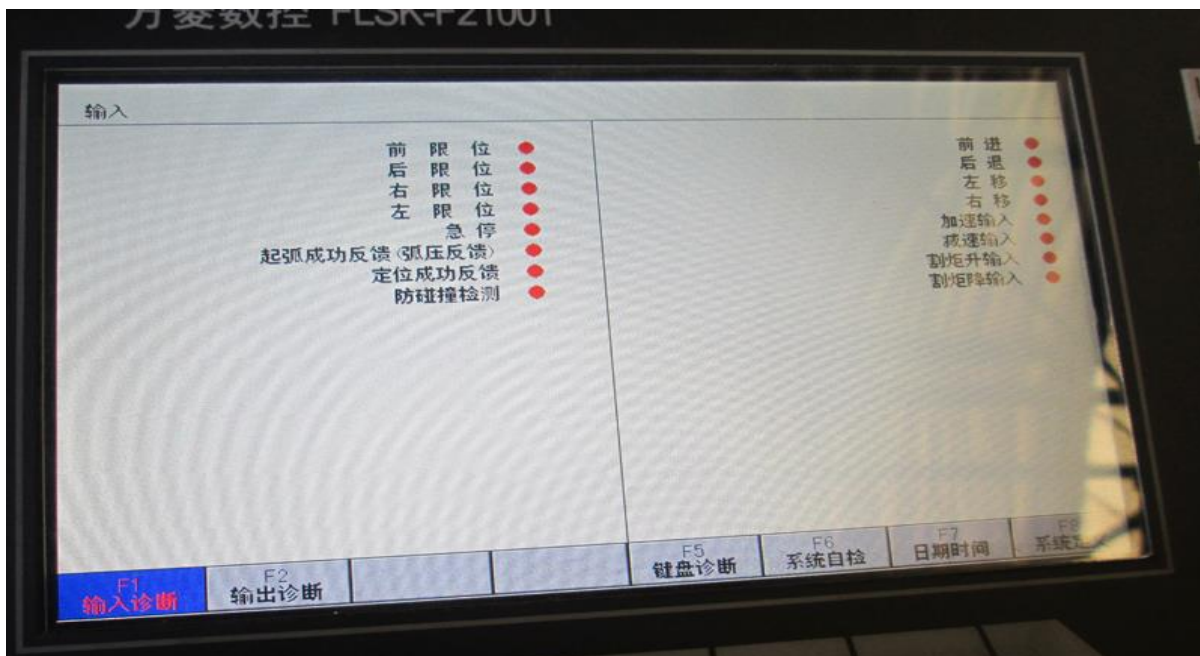 方菱数控 FLSK-F2100T
输入
前 限 位
后 限 位
右 限 位
左 限 位
急 停
起弧成功反馈(弧压反馈)
定位成功反馈
防碰撞检测
前 进
后 退
左 移
右 移
加速输入
拔速输入
割炬升输入
割炬降输入
F1
输入诊断
F2
输出诊断
F5
键盘诊断
F6
系统自检
F7
日期时间
F8
系统